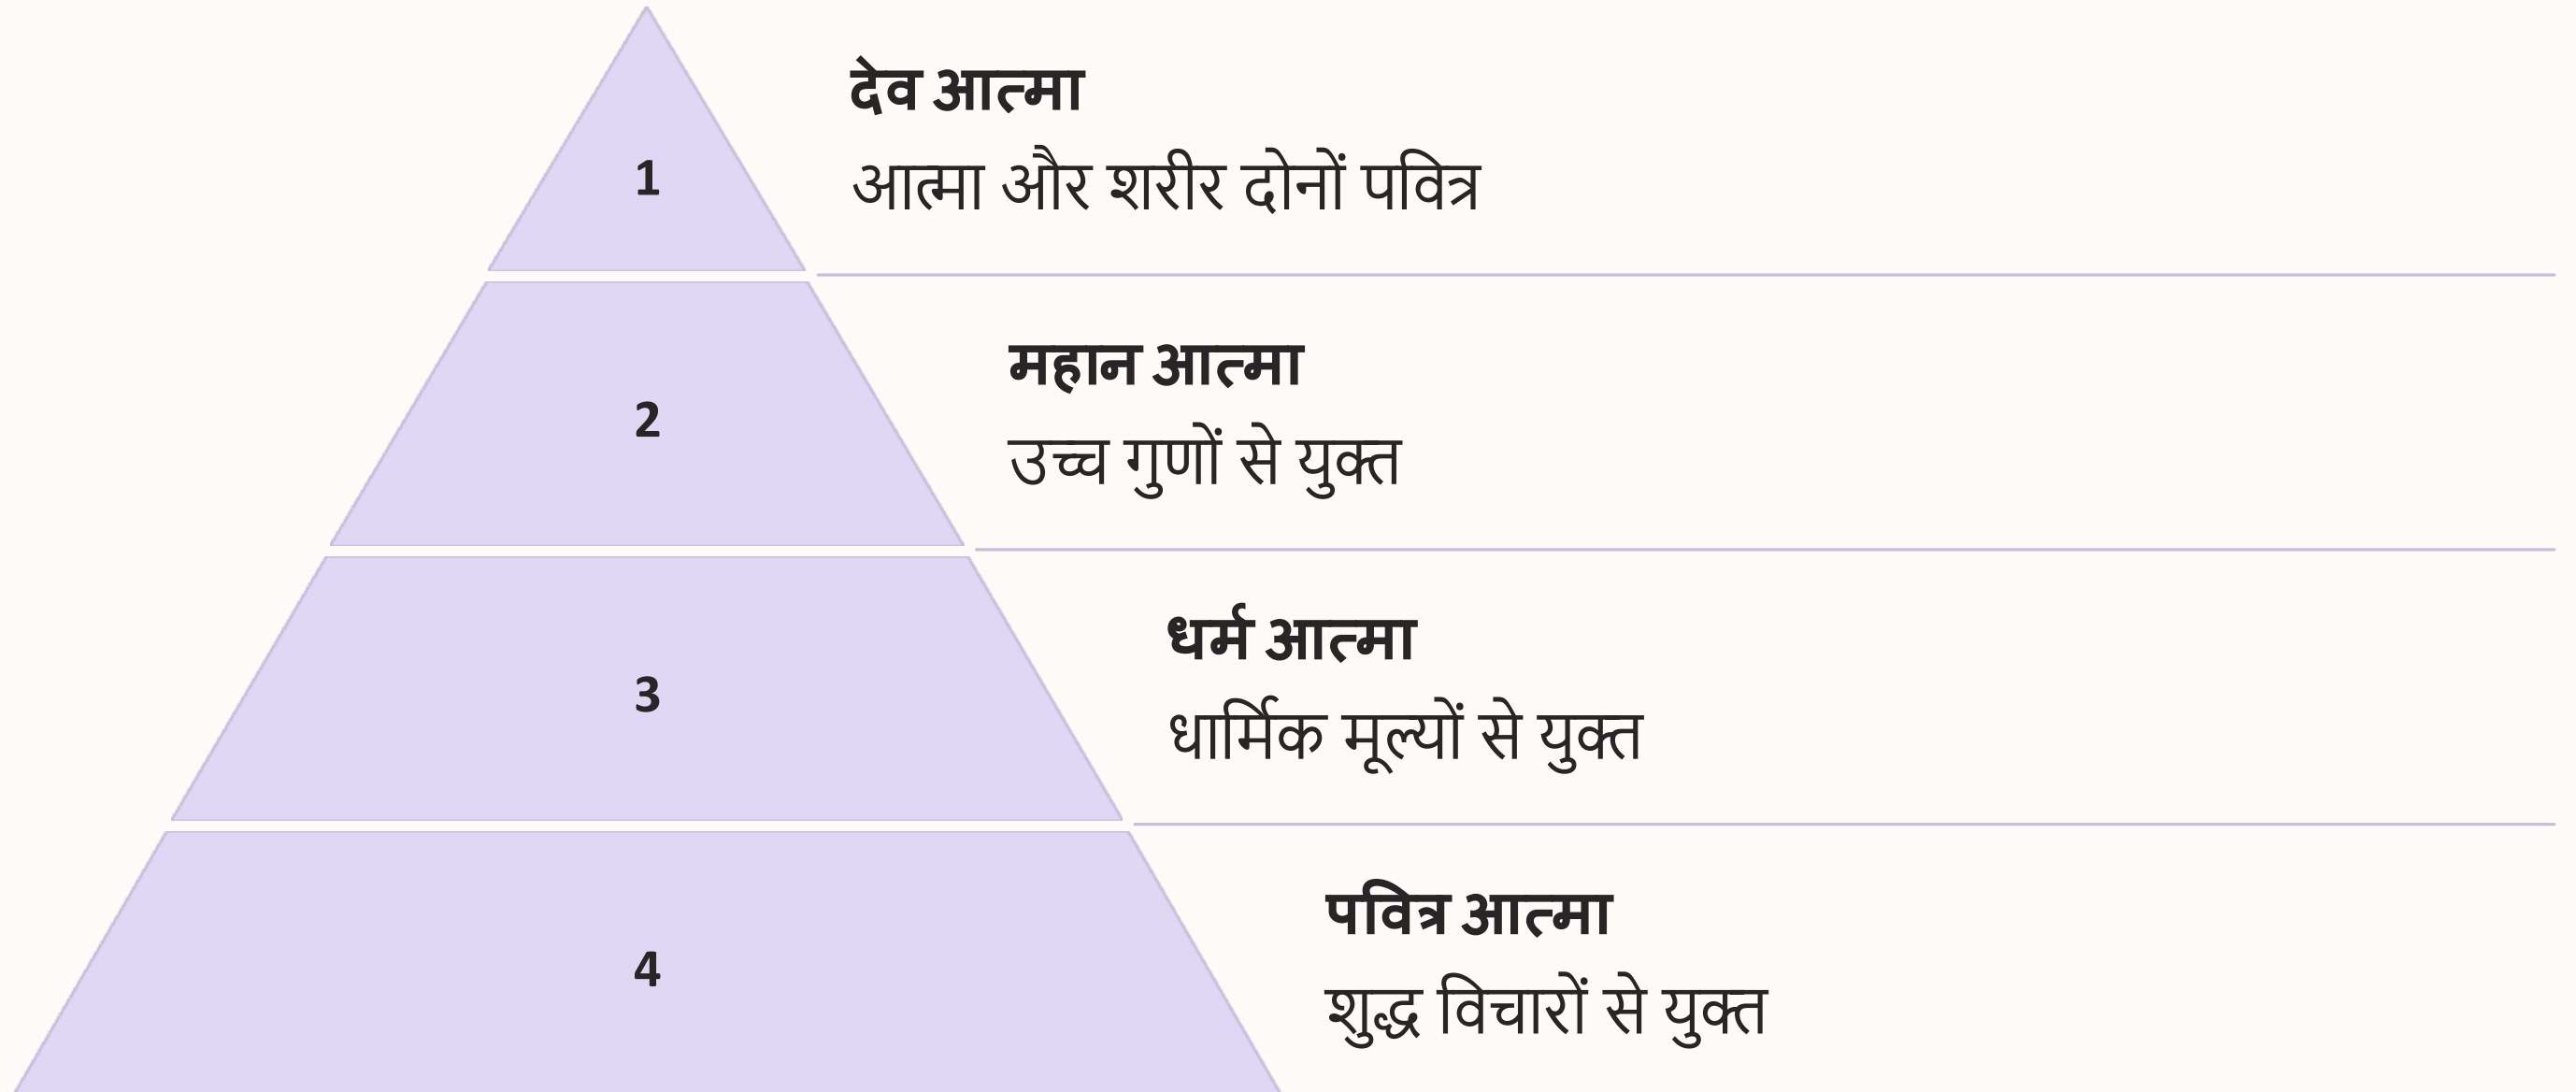 1
देव आत्मा
आत्मा और शरीर दोनों पवित्र
2
महान आत्मा
उच्च गुणों से युक्त
3
धर्म आत्मा
धार्मिक मूल्यों से युक्त
4
पवित्र आत्मा
शुद्ध विचारों से युक्त